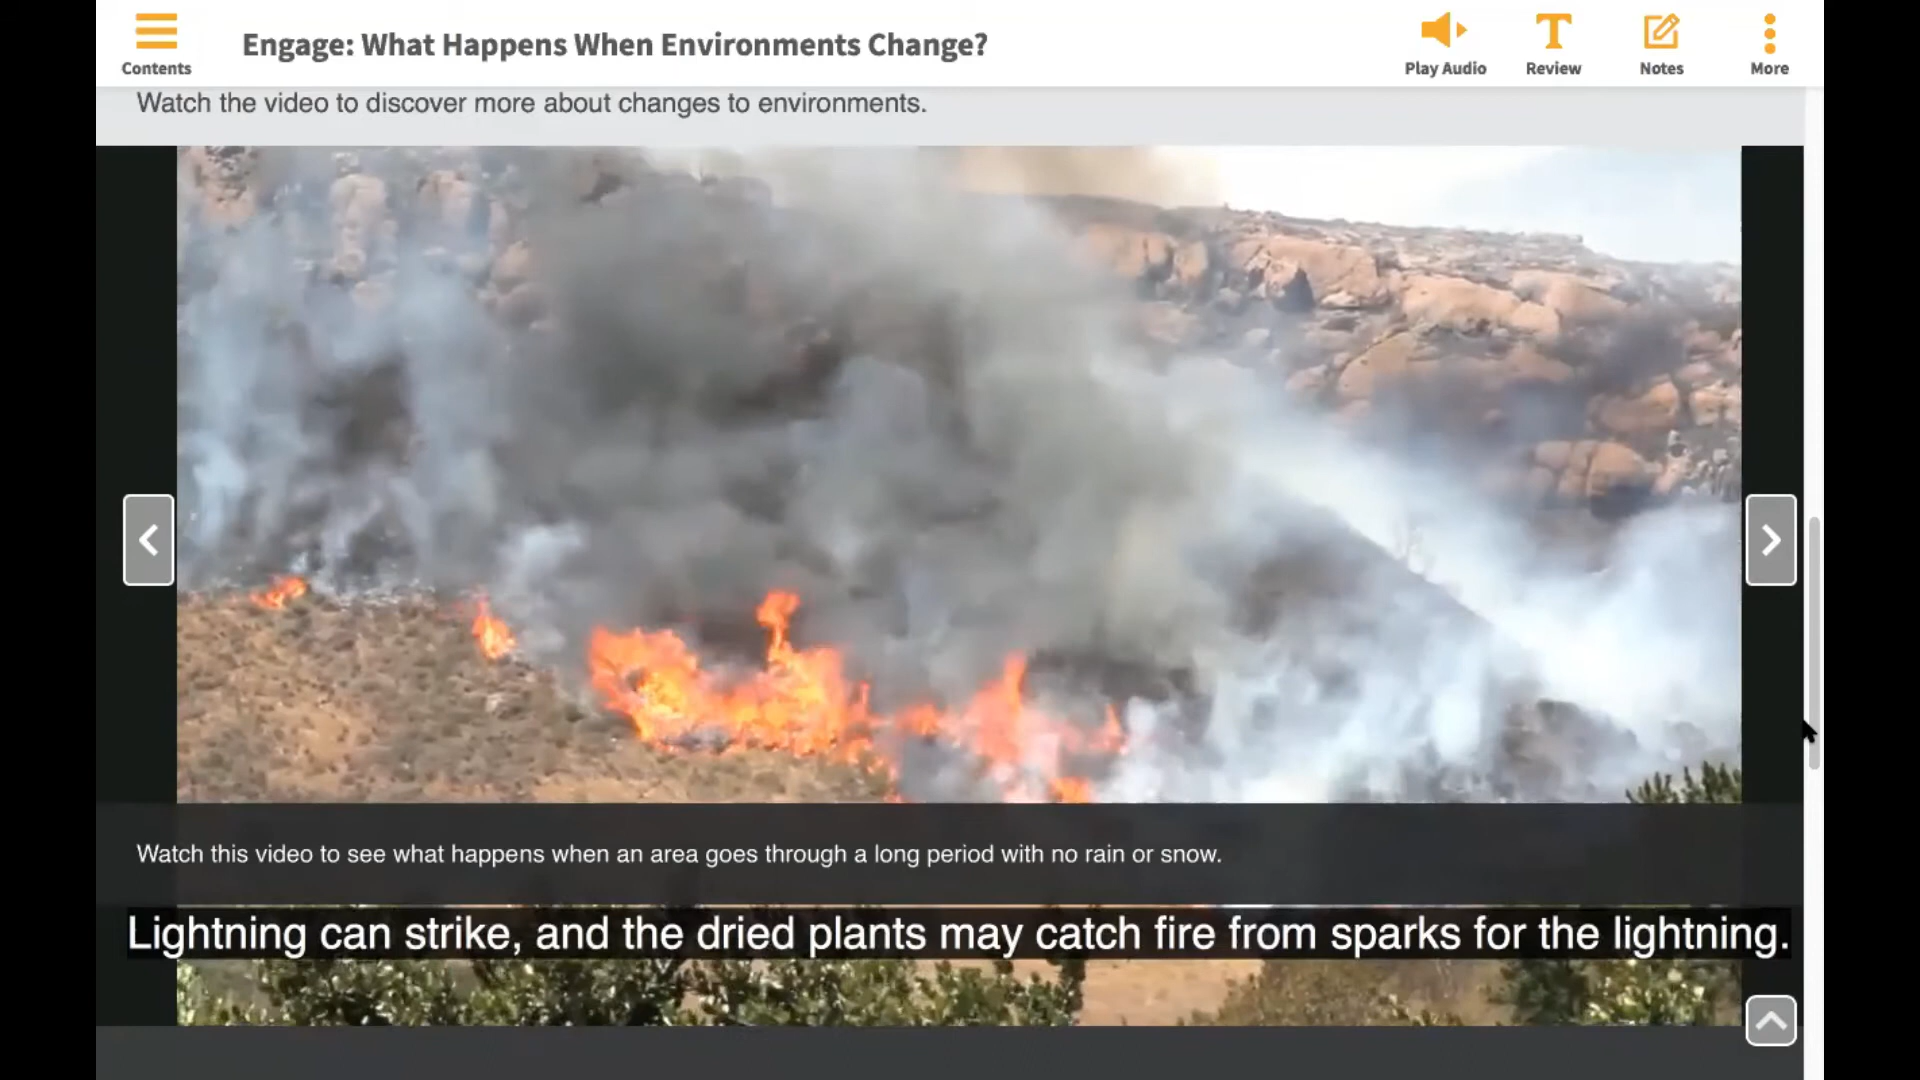 Contents
Engage: What Happens When Environments Change?
Play Audio
Review
Notes
More
Watch the video to discover more about changes to environments.
Watch this video to see what happens when an area goes through a long period with no rain or snow.
Lightning can strike, and the dried plants may catch fire from sparks for the lightning.